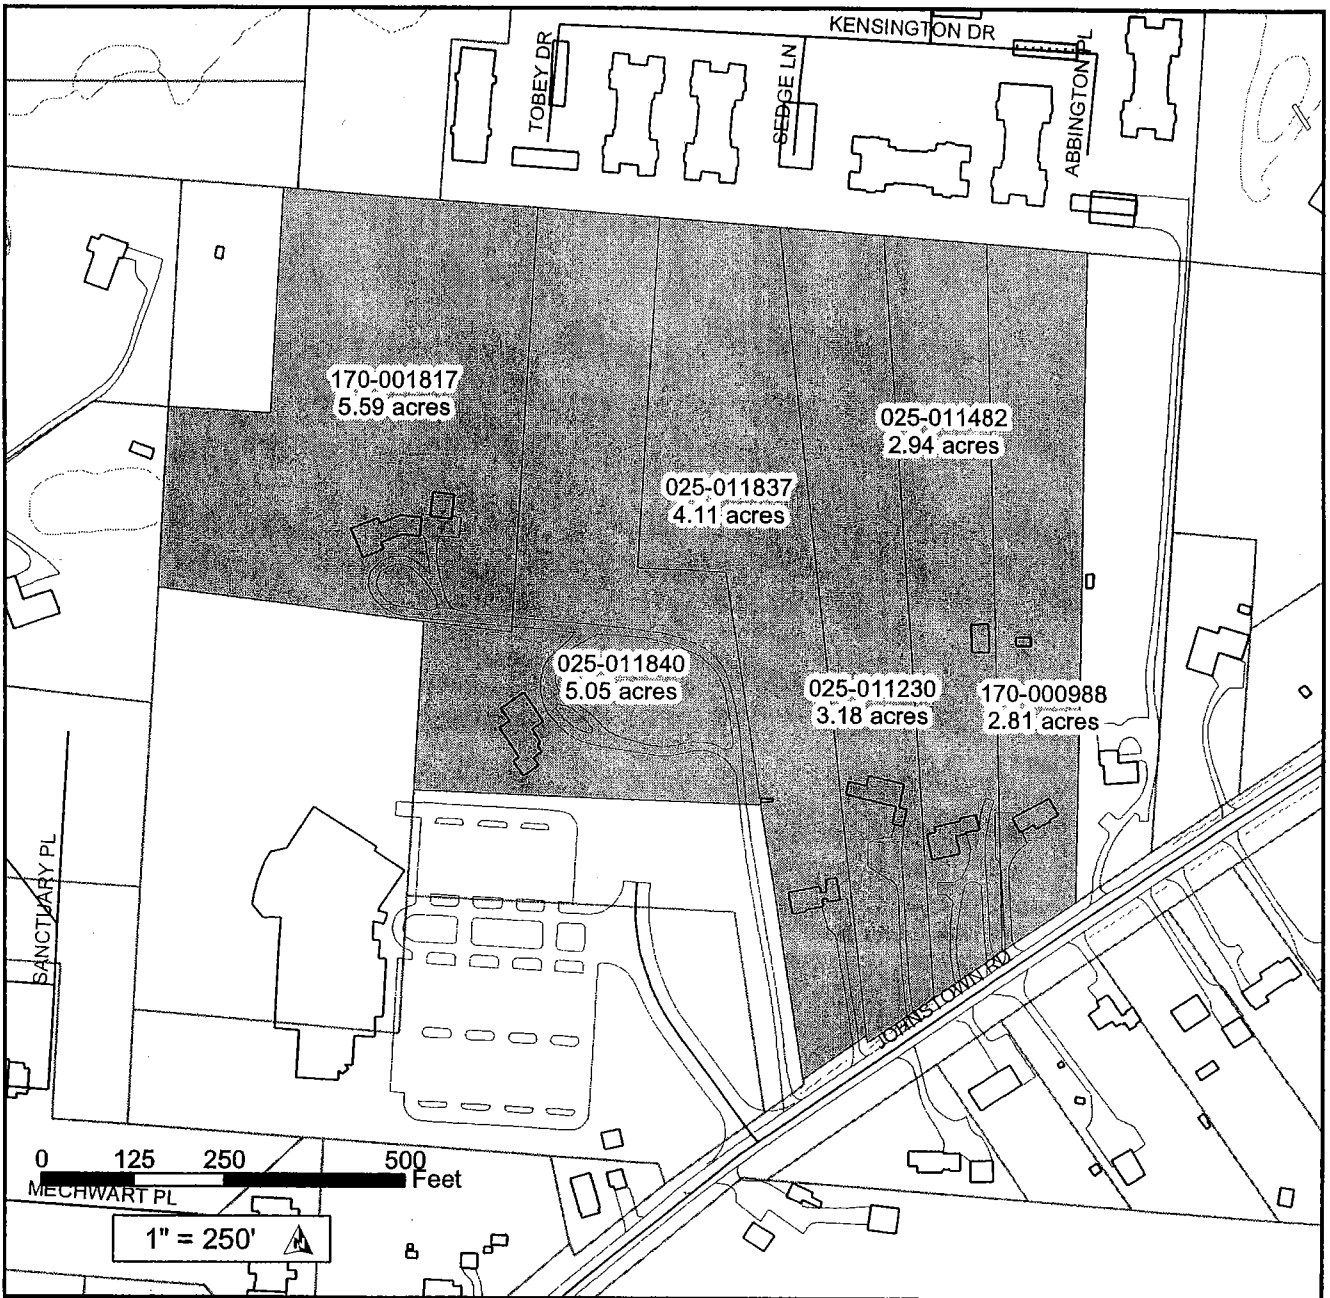 KENSINGTON DR
TOBEY DR
SEDGE LN
ABBINGTON PL
170-001817
5.59 acres
025-011482
2.94 acres
025-011837
4.11 acres
025-011840
5.05 acres
025-011230
3.18 acres
170-000988
2.81 acres
SANCTUARY PL
JOHNSTOWN RD
0 125 250 500
Feet
MECHWART PL
1" = 250'
N